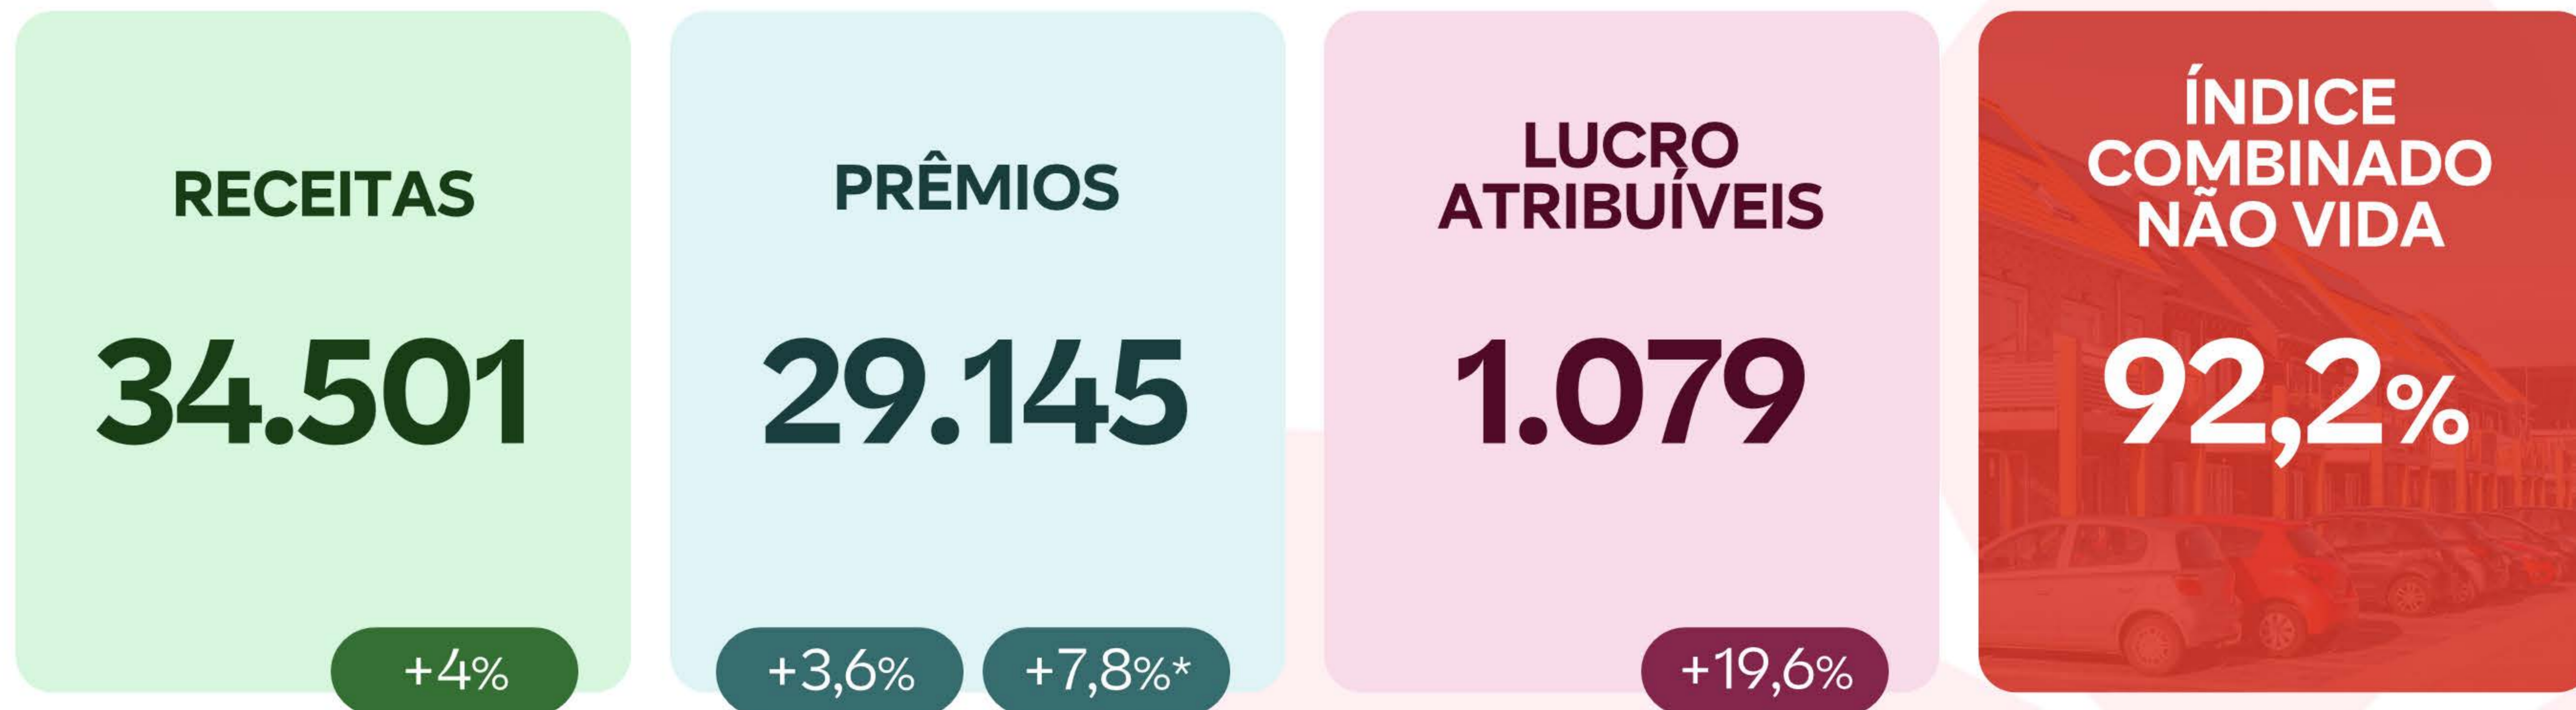 RECEITAS
34.501
+4%
PRÊMIOS
29.145
+3,6%
+7,8%*
LUCRO
ATRIBUÍVEIS
1.079
+19,6%
ÍNDICE
COMBINADO
NÃO VIDA
92,2%